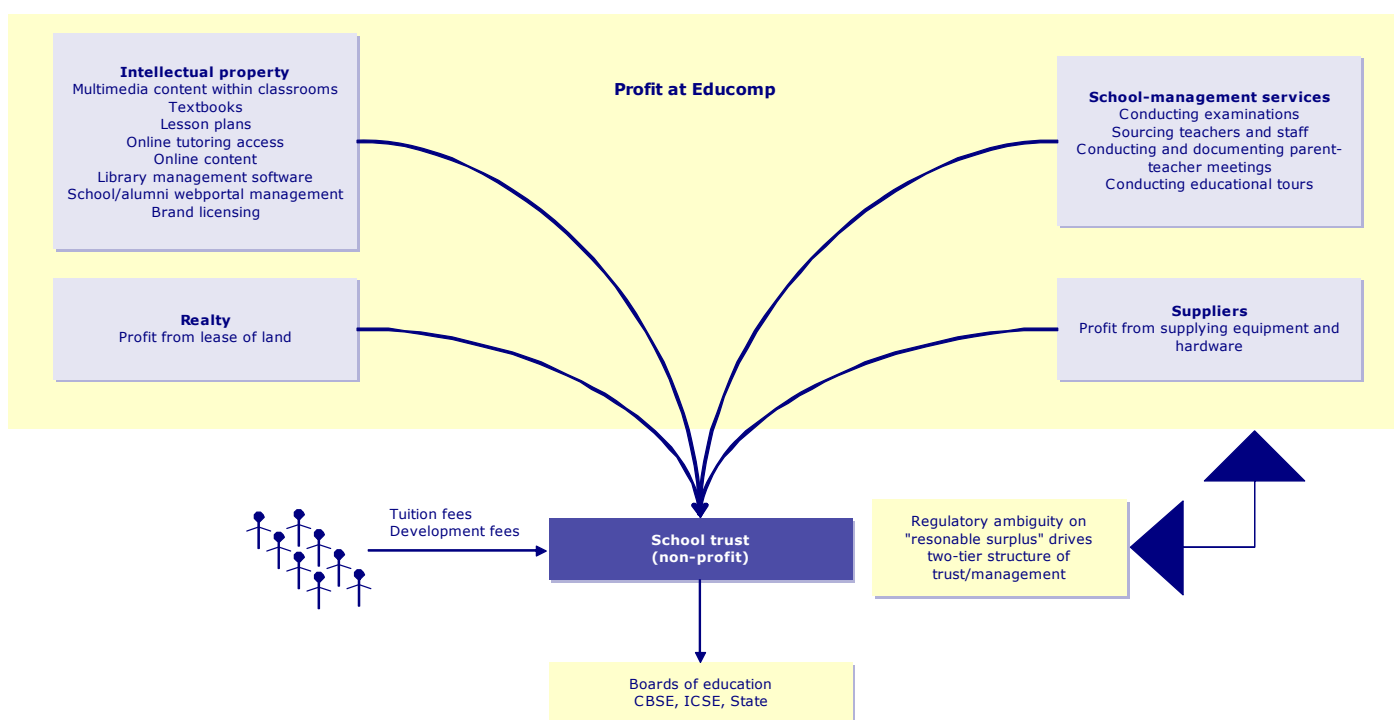 Profit at Educomp
Intellectual property
Multimedia content within classrooms
Textbooks
Lesson plans
Online tutoring access
Online content
Library management software
School/alumni webportal management
Brand licensing
School-management services
Conducting examinations
Sourcing teachers and staff
Conducting and documenting parent-
teacher meetings
Conducting educational tours
Realty
Profit from lease of land
Suppliers
Profit from supplying equipment and
hardware
Tuition fees
Development fees
School trust
(non-profit)
Regulatory ambiguity on
"resonable surplus" drives
two-tier structure of
trust/management
Boards of education
CBSE, ICSE, State